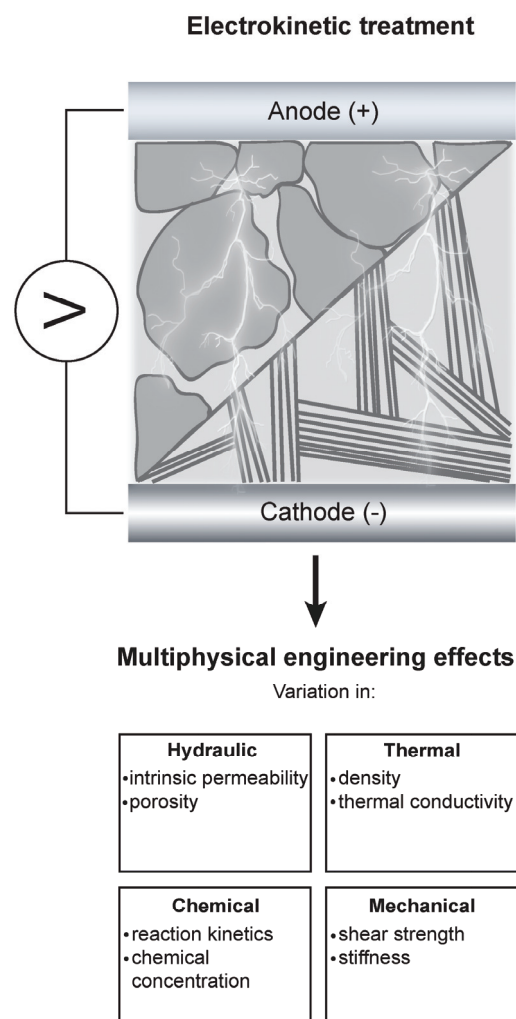 Electrokinetic treatment
Anode (+)
V
Cathode (-)
Multiphysical engineering effects
Variation in:
Hydraulic
•intrinsic permeability
•porosity
Thermal
•density
•thermal conductivity
Chemical
•reaction kinetics
•chemical
concentration
Mechanical
•shear strength
•stiffness